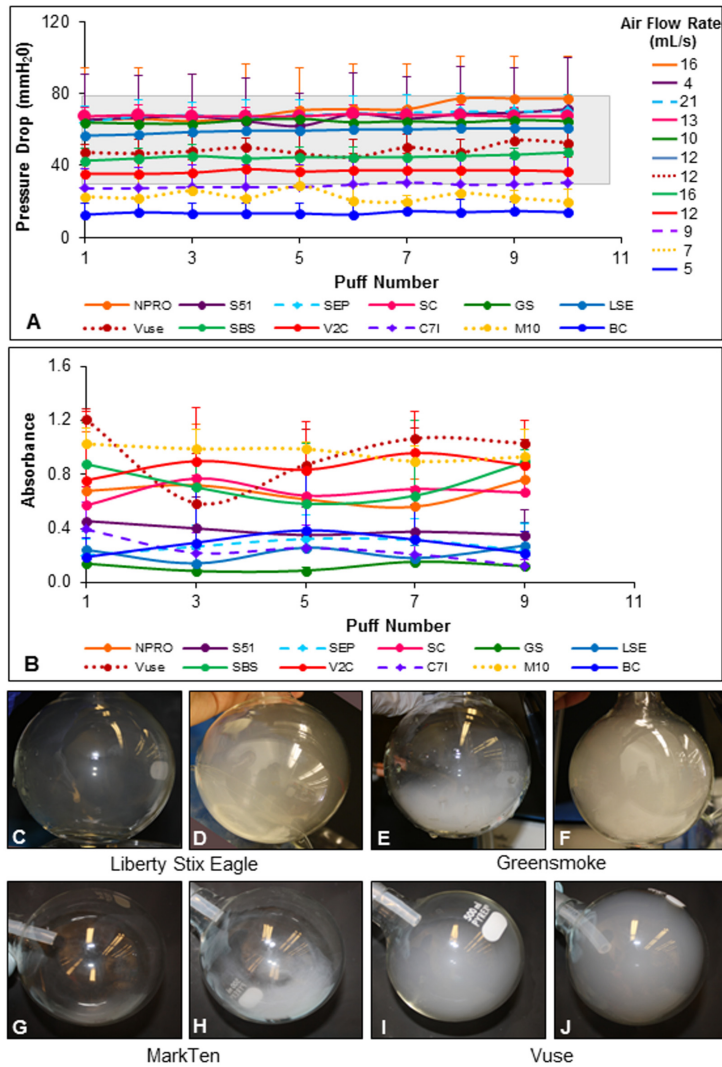 120
80
40
0
Pressure Drop (mmH₂0)
1 3 5 7 9 11
Puff Number
Air Flow Rate
(mL/s)
16
4
21
13
10
12
12
16
12
9
7
5
NPRO S51 SEP SC GS LSE
Vuse SBS V2C C7I M10 BC
A
1.6
1.2
0.8
0.4
0.0
Absorbance
1 3 5 7 9 11
Puff Number
NPRO S51 SEP SC GS LSE
Vuse SBS V2C C7I M10 BC
B
C D E F
Liberty Stix Eagle Greensmoke
500 ml
PYREX
G H I J
MarkTen Vuse